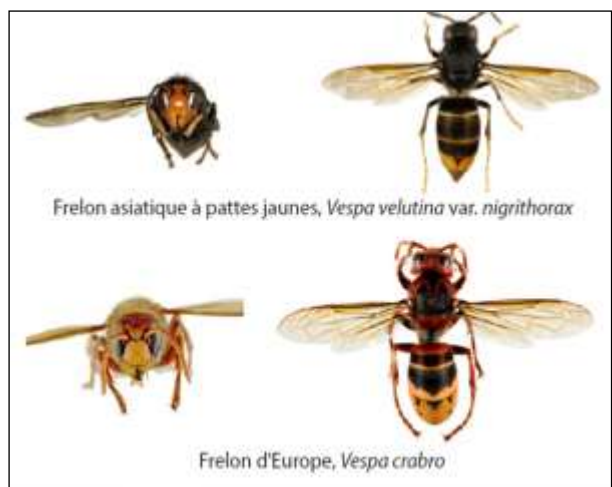 Frelon asiatique à pattes jaunes, Vespa velutina var. nigrithorax
Frelon d'Europe, Vespa crabro